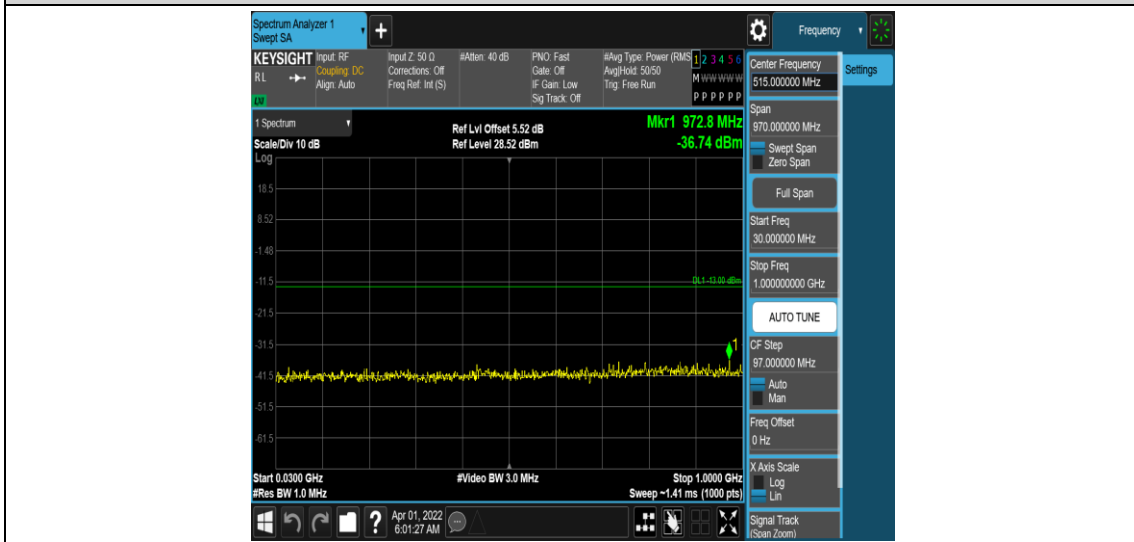 Spectrum Analyzer 1
Swept SA
+
Frequency
KEYSIGHT
RL
LXI
Input: RF
Coupling: DC
Align: Auto
Input Z: 50 Ω
Corrections: Off
Freq Ref: Int (S)
#Atten: 40 dB
PNO: Fast
Gate: Off
IF Gain: Low
Sig Track: Off
#Avg Type: Power (RMS
Avg|Hold: 50/50
Trig: Free Run
1 2 3 4 5 6
M W W W W W
P P P P P P
Center Frequency
515.000000 MHz
Settings
1 Spectrum
Scale/Div 10 dB
Log
Ref Lvl Offset 5.52 dB
Ref Level 28.52 dBm
Mkr1 972.8 MHz
-36.74 dBm
18.5
8.52
-1.48
-11.5
-21.5
-31.5
-41.5
-51.5
-61.5
DL1 -13.00 dBm
1
Span
970.000000 MHz
Swept Span
Zero Span
Full Span
Start Freq
30.000000 MHz
Stop Freq
1.000000000 GHz
AUTO TUNE
CF Step
97.000000 MHz
Auto
Man
Freq Offset
0 Hz
X Axis Scale
Log
Lin
Signal Track
(Span Zoom)
Start 0.0300 GHz
#Res BW 1.0 MHz
#Video BW 3.0 MHz
Stop 1.0000 GHz
Sweep ~1.41 ms (1000 pts)
?
Apr 01, 2022
6:01:27 AM